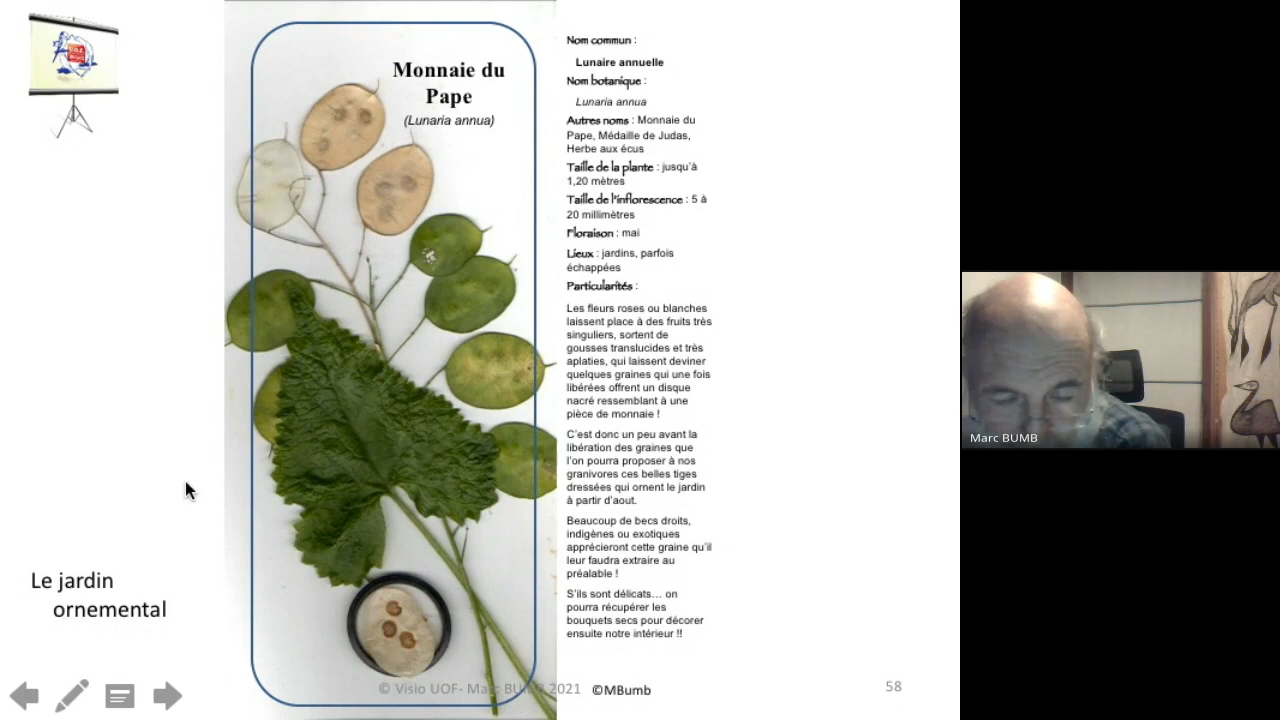 Monnaie du
Pape
(Lunaria annua)
Nom commun :
Lunaire annuelle
Nom botanique :
Lunaria annua
Autres noms : Monnaie du
Pape, Médaille de Judas,
Herbe aux écus
Taille de la plante : jusqu'à
1,20 mètres
Taille de l'inflorescence : 5 à
20 millimètres
Floraison : mai
Lieux : jardins, parfois
échappées
Particularités :
Les fleurs roses ou blanches
laissent place à des fruits très
singuliers, sortent de
gousses translucides et très
aplaties, qui laissent deviner
quelques graines qui une fois
libérées offrent un disque
nacré ressemblant à une
pièce de monnaie !
C'est donc un peu avant la
libération des graines que
l'on pourra proposer à nos
granivores ces belles tiges
dressées qui ornent le jardin
à partir d'aout.
Beaucoup de becs droits,
indigènes ou exotiques
apprécieront cette graine qu'il
leur faudra extraire au
préalable !
S'ils sont délicats... on
pourra récupérer les
bouquets secs pour décorer
ensuite notre intérieur !!
Le jardin
ornemental
© Visio UOF- Marc BUMB 2021
©MBumb
58
Marc BUMB